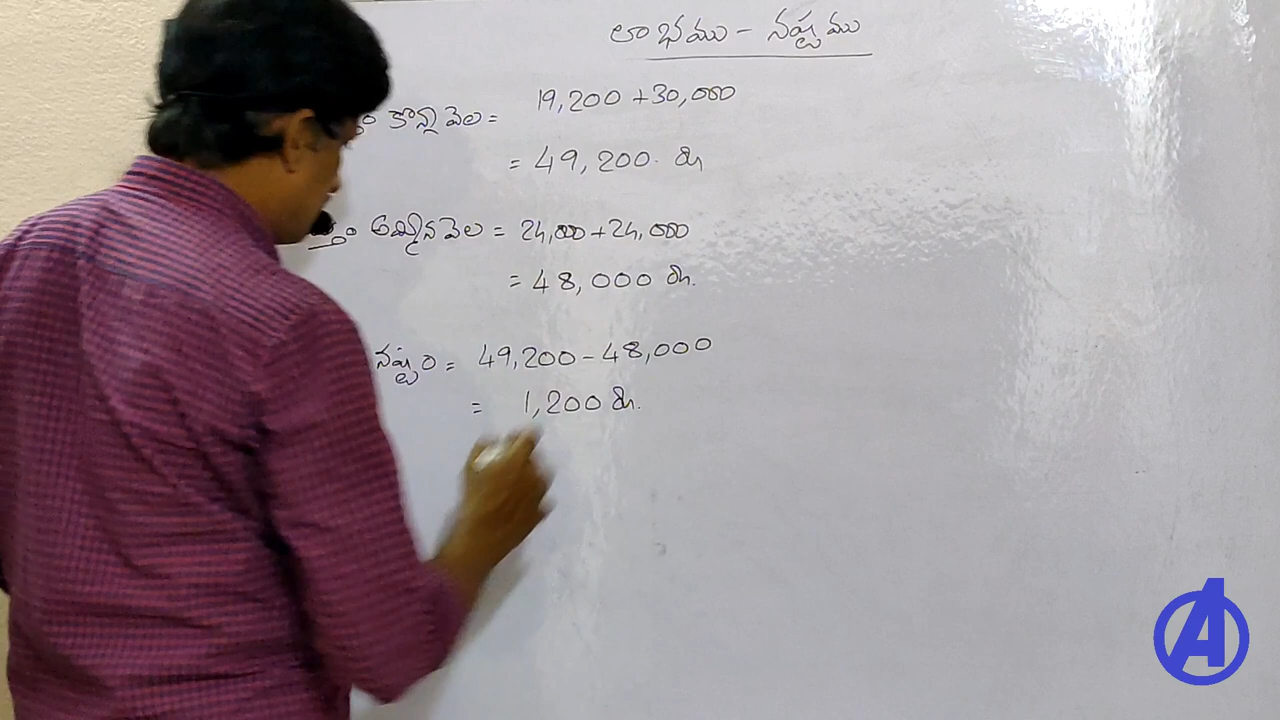 లాభము - నష్టము
కొన్న వెల = 19,200 + 30,000
= 49,200. రూ
అమ్మిన వెల = 24,000 + 24,000
= 48,000 రూ.
నష్టం = 49,200 - 48,000
= 1,200 రూ.